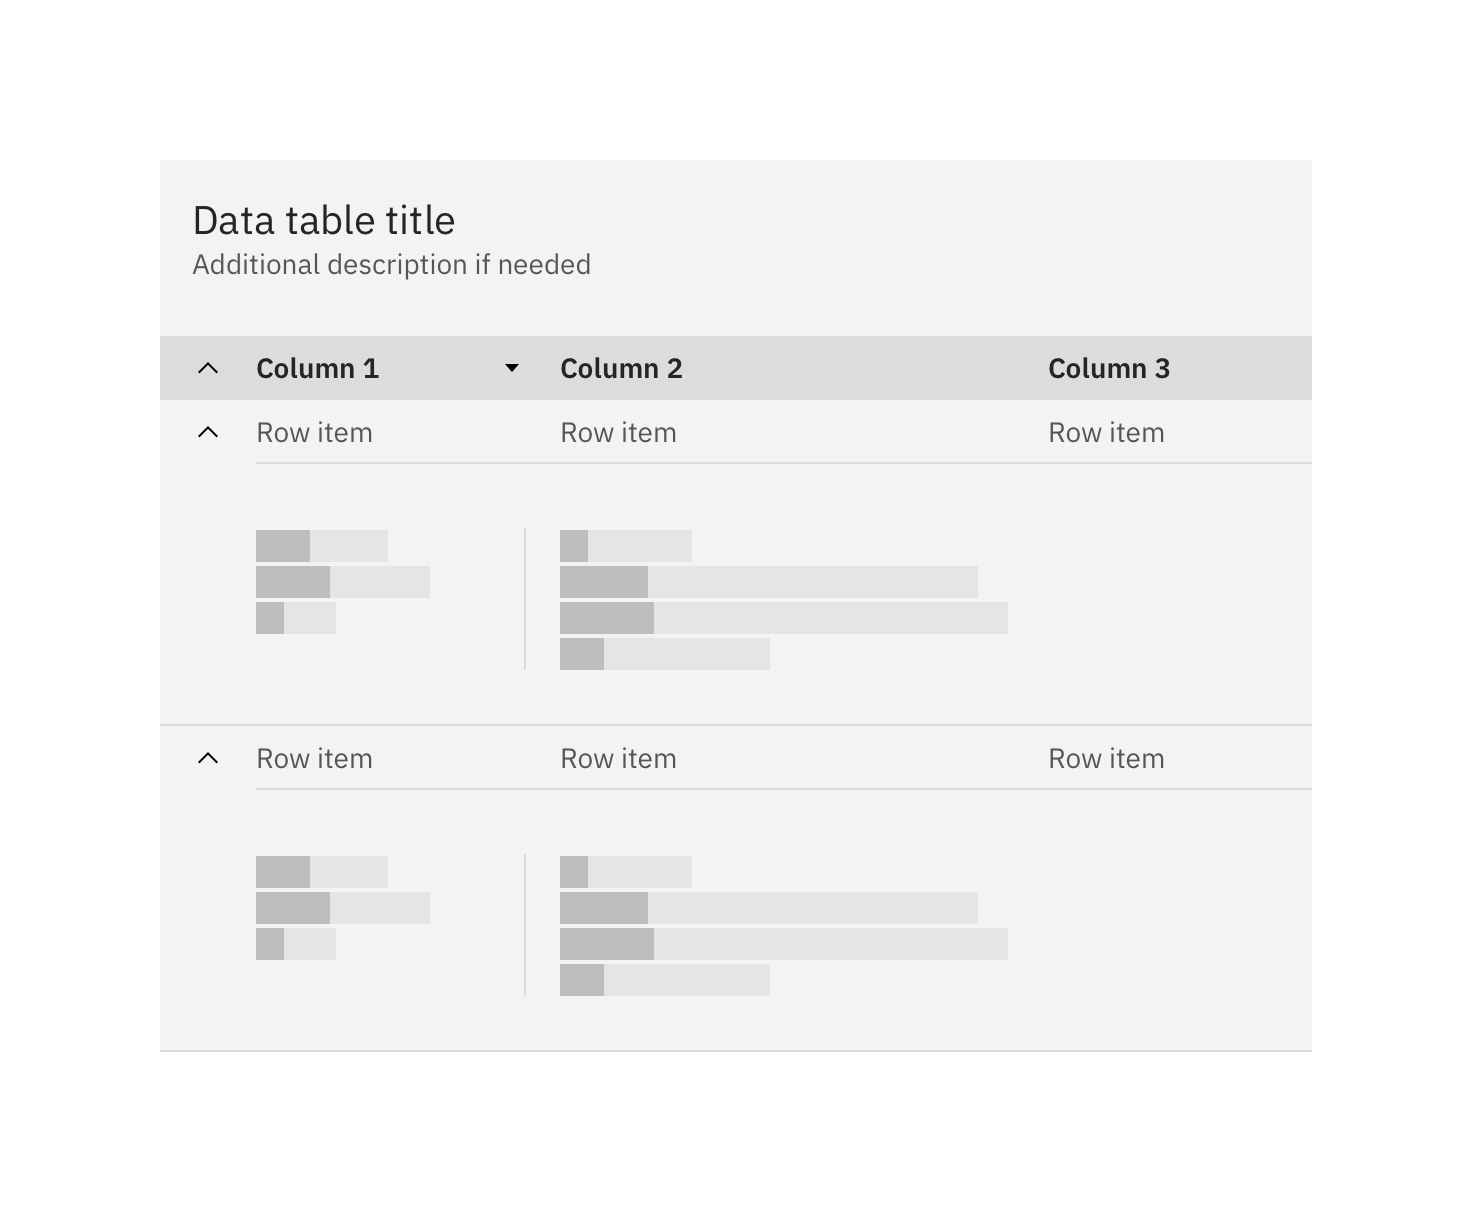 Data table title
Additional description if needed
Column 1 Column 2 Column 3
Row item Row item Row item
Row item Row item Row item